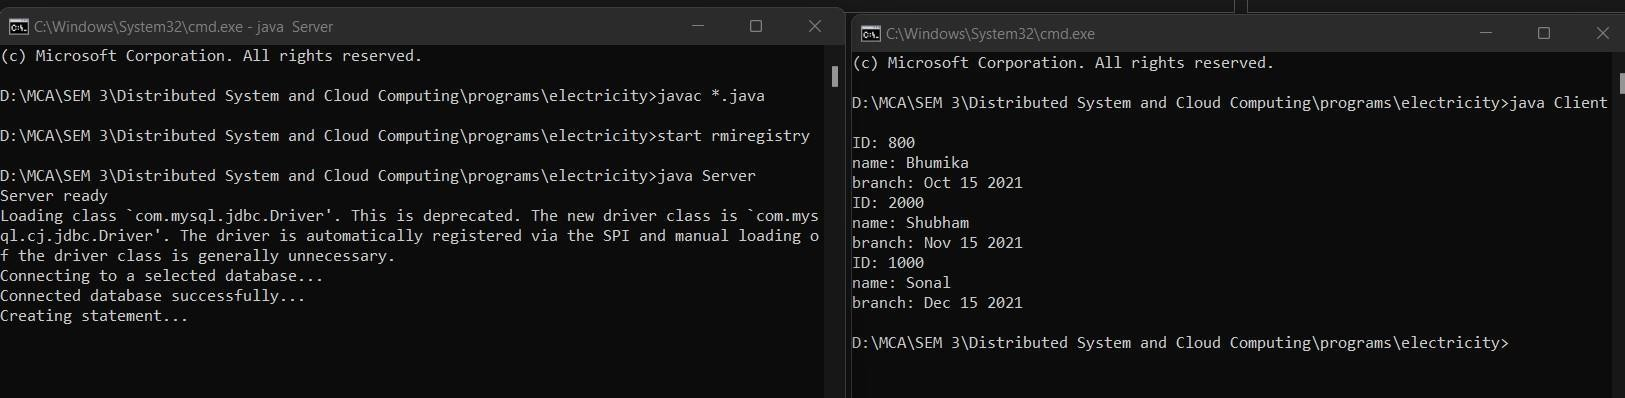 C:\Windows\System32\cmd.exe - java  Server
(c) Microsoft Corporation. All rights reserved.
D:\MCA\SEM 3\Distributed System and Cloud Computing\programs\electricity>javac *.java
D:\MCA\SEM 3\Distributed System and Cloud Computing\programs\electricity>start rmiregistry
D:\MCA\SEM 3\Distributed System and Cloud Computing\programs\electricity>java Server
Server ready
Loading class `com.mysql.jdbc.Driver'. This is deprecated. The new driver class is `com.mys
ql.cj.jdbc.Driver'. The driver is automatically registered via the SPI and manual loading o
f the driver class is generally unnecessary.
Connecting to a selected database...
Connected database successfully...
Creating statement...
C:\Windows\System32\cmd.exe
(c) Microsoft Corporation. All rights reserved.
D:\MCA\SEM 3\Distributed System and Cloud Computing\programs\electricity>java Client
ID: 800
name: Bhumika
branch: Oct 15 2021
ID: 2000
name: Shubham
branch: Nov 15 2021
ID: 1000
name: Sonal
branch: Dec 15 2021
D:\MCA\SEM 3\Distributed System and Cloud Computing\programs\electricity>